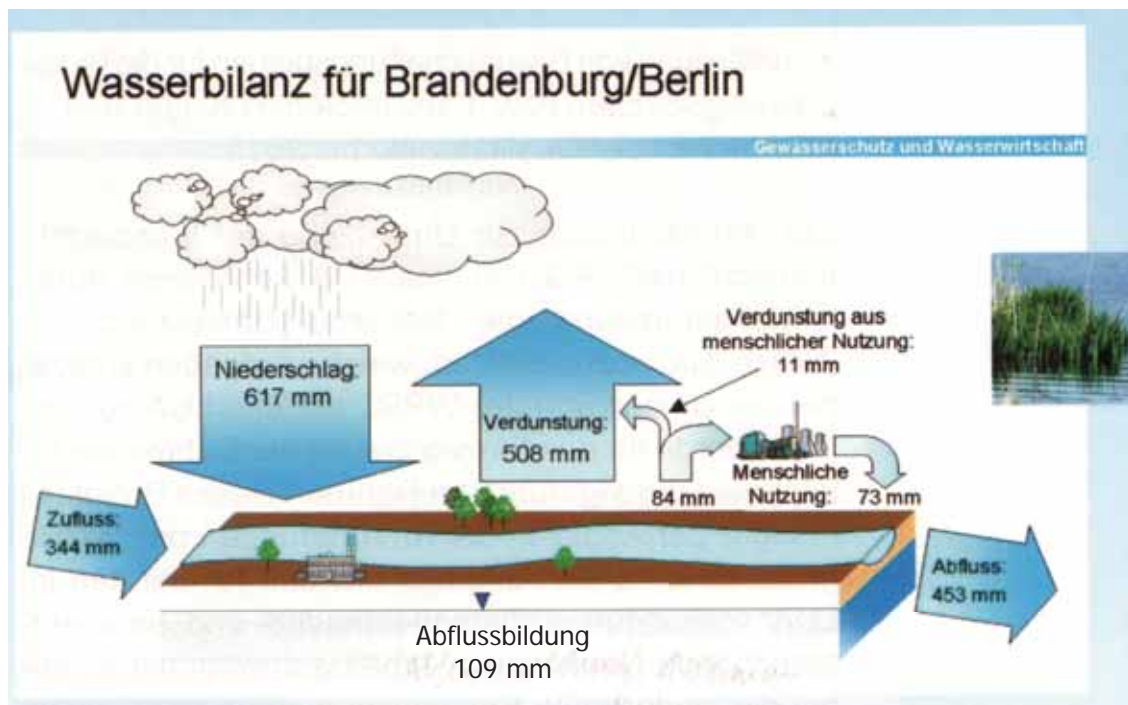 Wasserbilanz für Brandenburg/Berlin
Gewässerschutz und Wasserwirtschaft
Verdunstung aus
menschlicher Nutzung:
11 mm
Niederschlag:
617 mm
Verdunstung:
508 mm
Menschliche
Nutzung:
84 mm
73 mm
Zufluss:
344 mm
Abfluss:
453 mm
Abflussbildung
109 mm